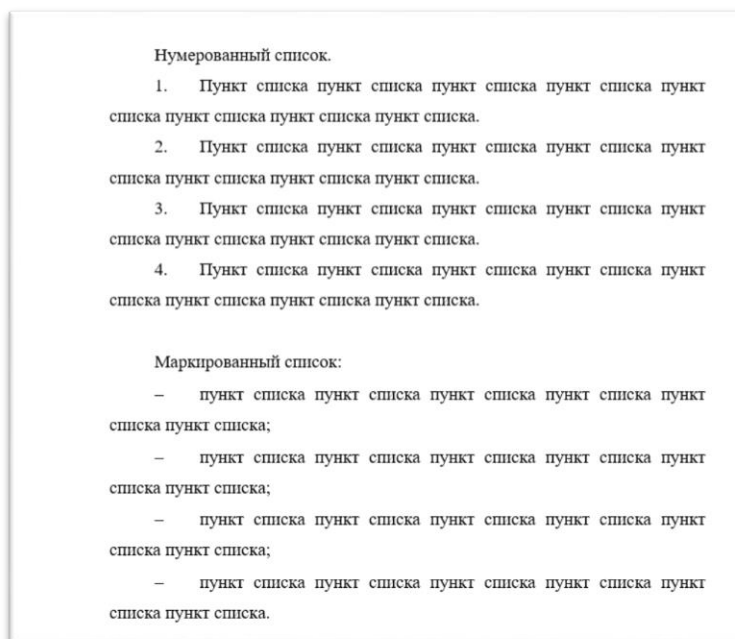 Нумерованный список.
1. Пункт списка пункт списка пункт списка пункт списка пункт
списка пункт списка пункт списка пункт списка.
2. Пункт списка пункт списка пункт списка пункт списка пункт
списка пункт списка пункт списка пункт списка.
3. Пункт списка пункт списка пункт списка пункт списка пункт
списка пункт списка пункт списка пункт списка.
4. Пункт списка пункт списка пункт списка пункт списка пункт
списка пункт списка пункт списка пункт списка.
Маркированный список:
– пункт списка пункт списка пункт списка пункт списка пункт
списка пункт списка;
– пункт списка пункт списка пункт списка пункт списка пункт
списка пункт списка;
– пункт списка пункт списка пункт списка пункт списка пункт
списка пункт списка;
– пункт списка пункт списка пункт списка пункт списка пункт
списка пункт списка.